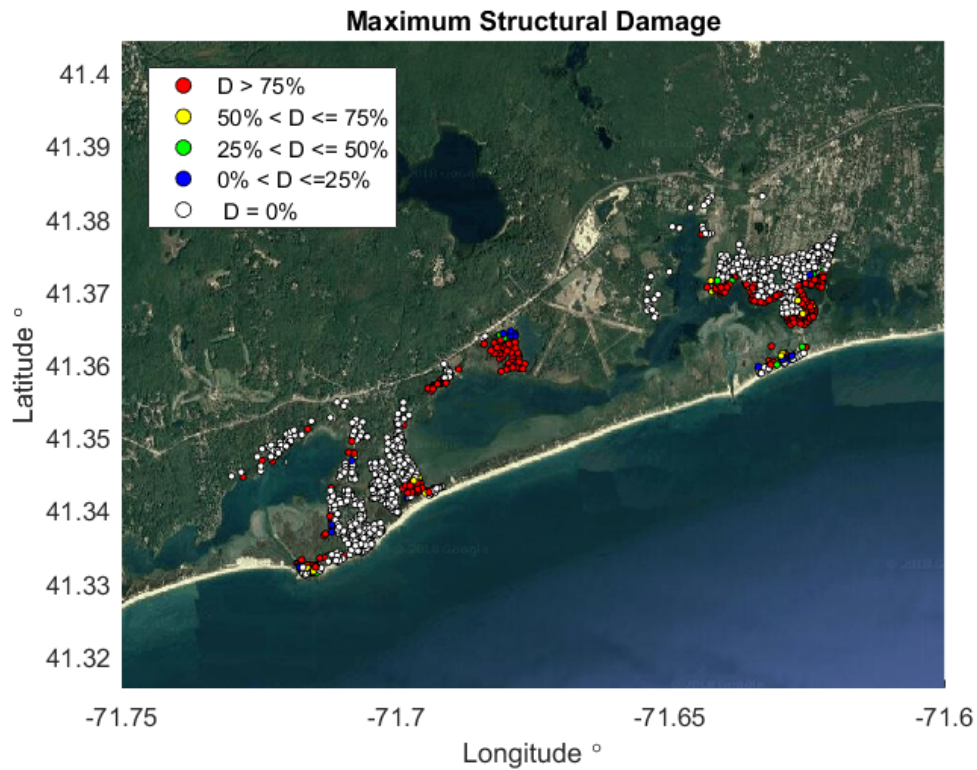 Maximum Structural Damage
D > 75%
50% < D <= 75%
25% < D <= 50%
0% < D <=25%
D = 0%
41.4
41.39
41.38
41.37
41.36
41.35
41.34
41.33
41.32
Latitude °
-71.75
-71.7
-71.65
-71.6
Longitude °
© 2018 Google